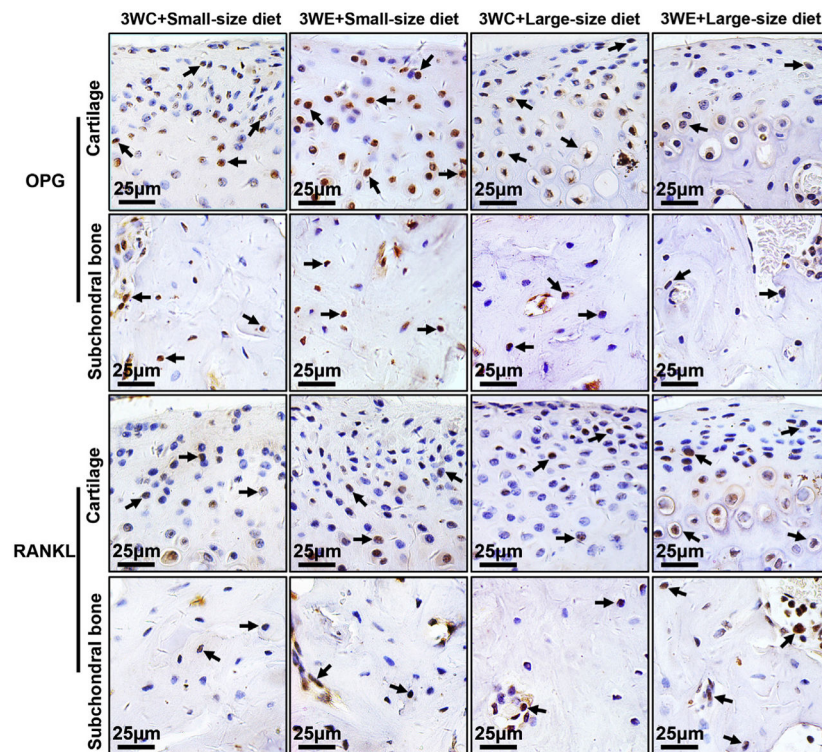 3WC+Small-size diet 3WE+Small-size diet 3WC+Large-size diet 3WE+Large-size diet
OPG
Cartilage
25μm 25μm 25μm 25μm
Subchondral bone
25μm 25μm 25μm 25μm
RANKL
Cartilage
25μm 25μm 25μm 25μm
Subchondral bone
25μm 25μm 25μm 25μm